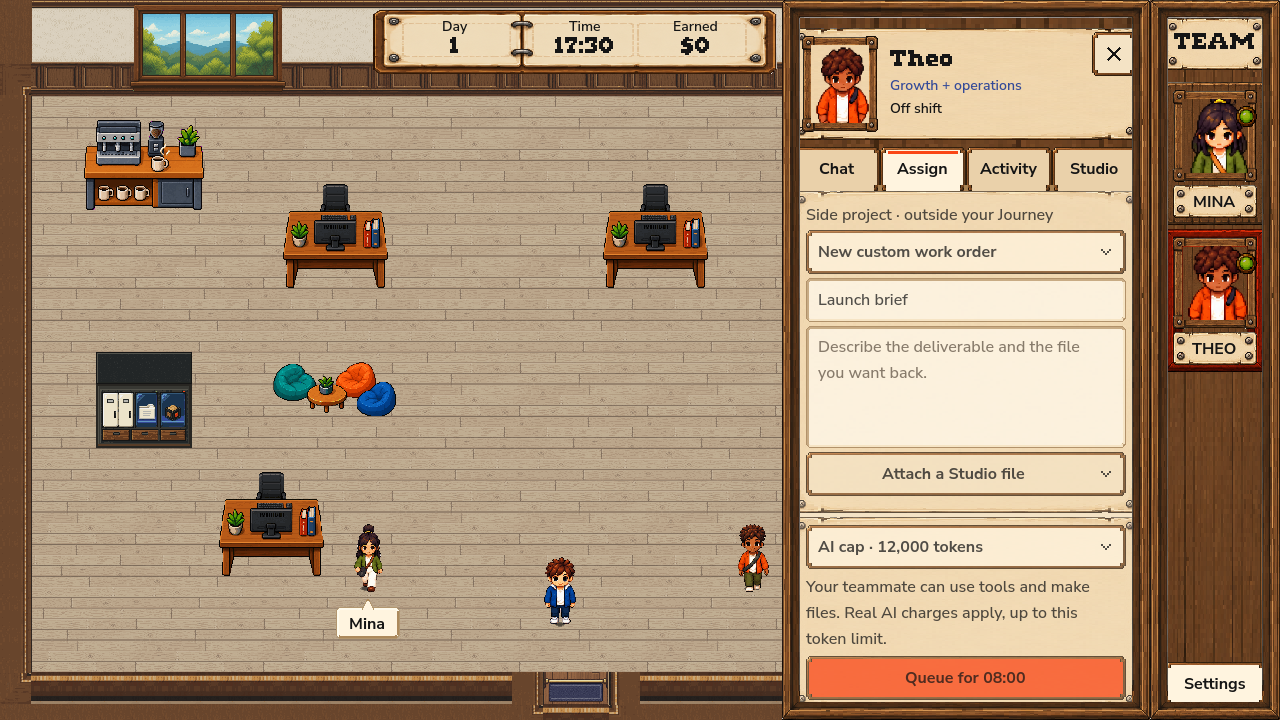 Day
1
Time
17:30
Earned
$0
Mina
Theo
Growth + operations
Off shift
Chat
Assign
Activity
Studio
Side project · outside your Journey
New custom work order
Launch brief
Describe the deliverable and the file
you want back.
Attach a Studio file
AI cap · 12,000 tokens
Your teammate can use tools and make
files. Real AI charges apply, up to this
token limit.
Queue for 08:00
TEAM
MINA
THEO
Settings